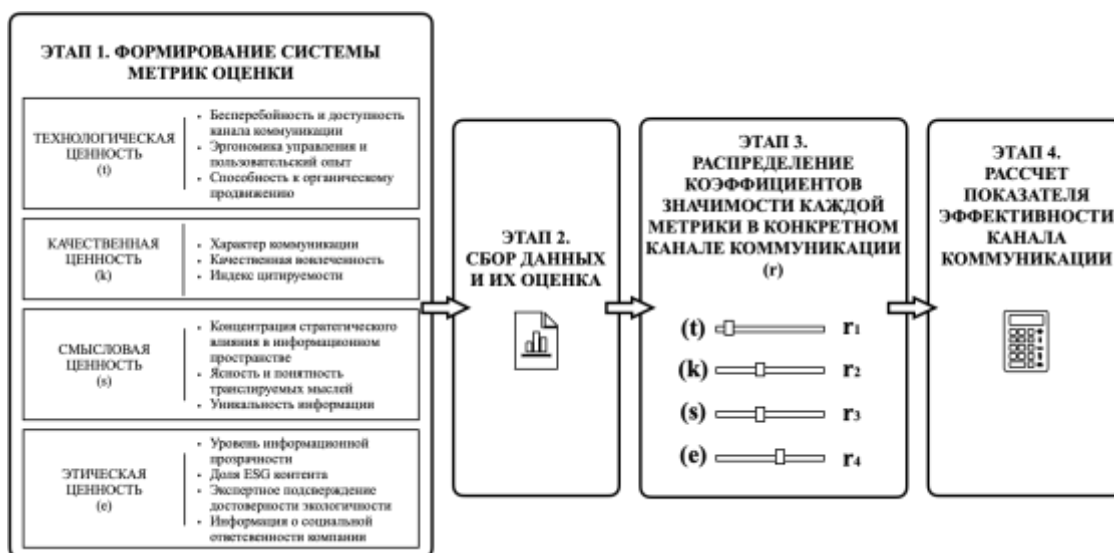 ЭТАП 1. ФОРМИРОВАНИЕ СИСТЕМЫ
МЕТРИК ОЦЕНКИ
ТЕХНОЛОГИЧЕСКАЯ
ЦЕННОСТЬ
(t)
• Бесперебойность и доступность
канала коммуникации
• Эргономика управления и
пользовательский опыт
• Способность к органическому
продвижению
КАЧЕСТВЕННАЯ
ЦЕННОСТЬ
(k)
• Характер коммуникации
• Качественная вовлеченность
• Индекс цитируемости
СМЫСЛОВАЯ
ЦЕННОСТЬ
(s)
• Концентрация стратегического
влияния в информационном
пространстве
• Ясность и понятность
транслируемых мыслей
• Уникальность информации
ЭТИЧЕСКАЯ
ЦЕННОСТЬ
(e)
• Уровень информационной
прозрачности
• Доля ESG контента
• Экспертное подсверждение
достоверности экологичности
• Информация о социальной
ответсвенности компании
ЭТАП 2.
СБОР ДАННЫХ
И ИХ ОЦЕНКА
ЭТАП 3.
РАСПРЕДЕЛЕНИЕ
КОЭФФИЦИЕНТОВ
ЗНАЧИМОСТИ КАЖДОЙ
МЕТРИКИ В КОНКРЕТНОМ
КАНАЛЕ КОММУНИКАЦИИ
(r)
(t) r1
(k) r2
(s) r3
(e) r4
ЭТАП 4.
РАССЧЕТ
ПОКАЗАТЕЛЯ
ЭФФЕКТИВНОСТИ
КАНАЛА
КОММУНИКАЦИИ